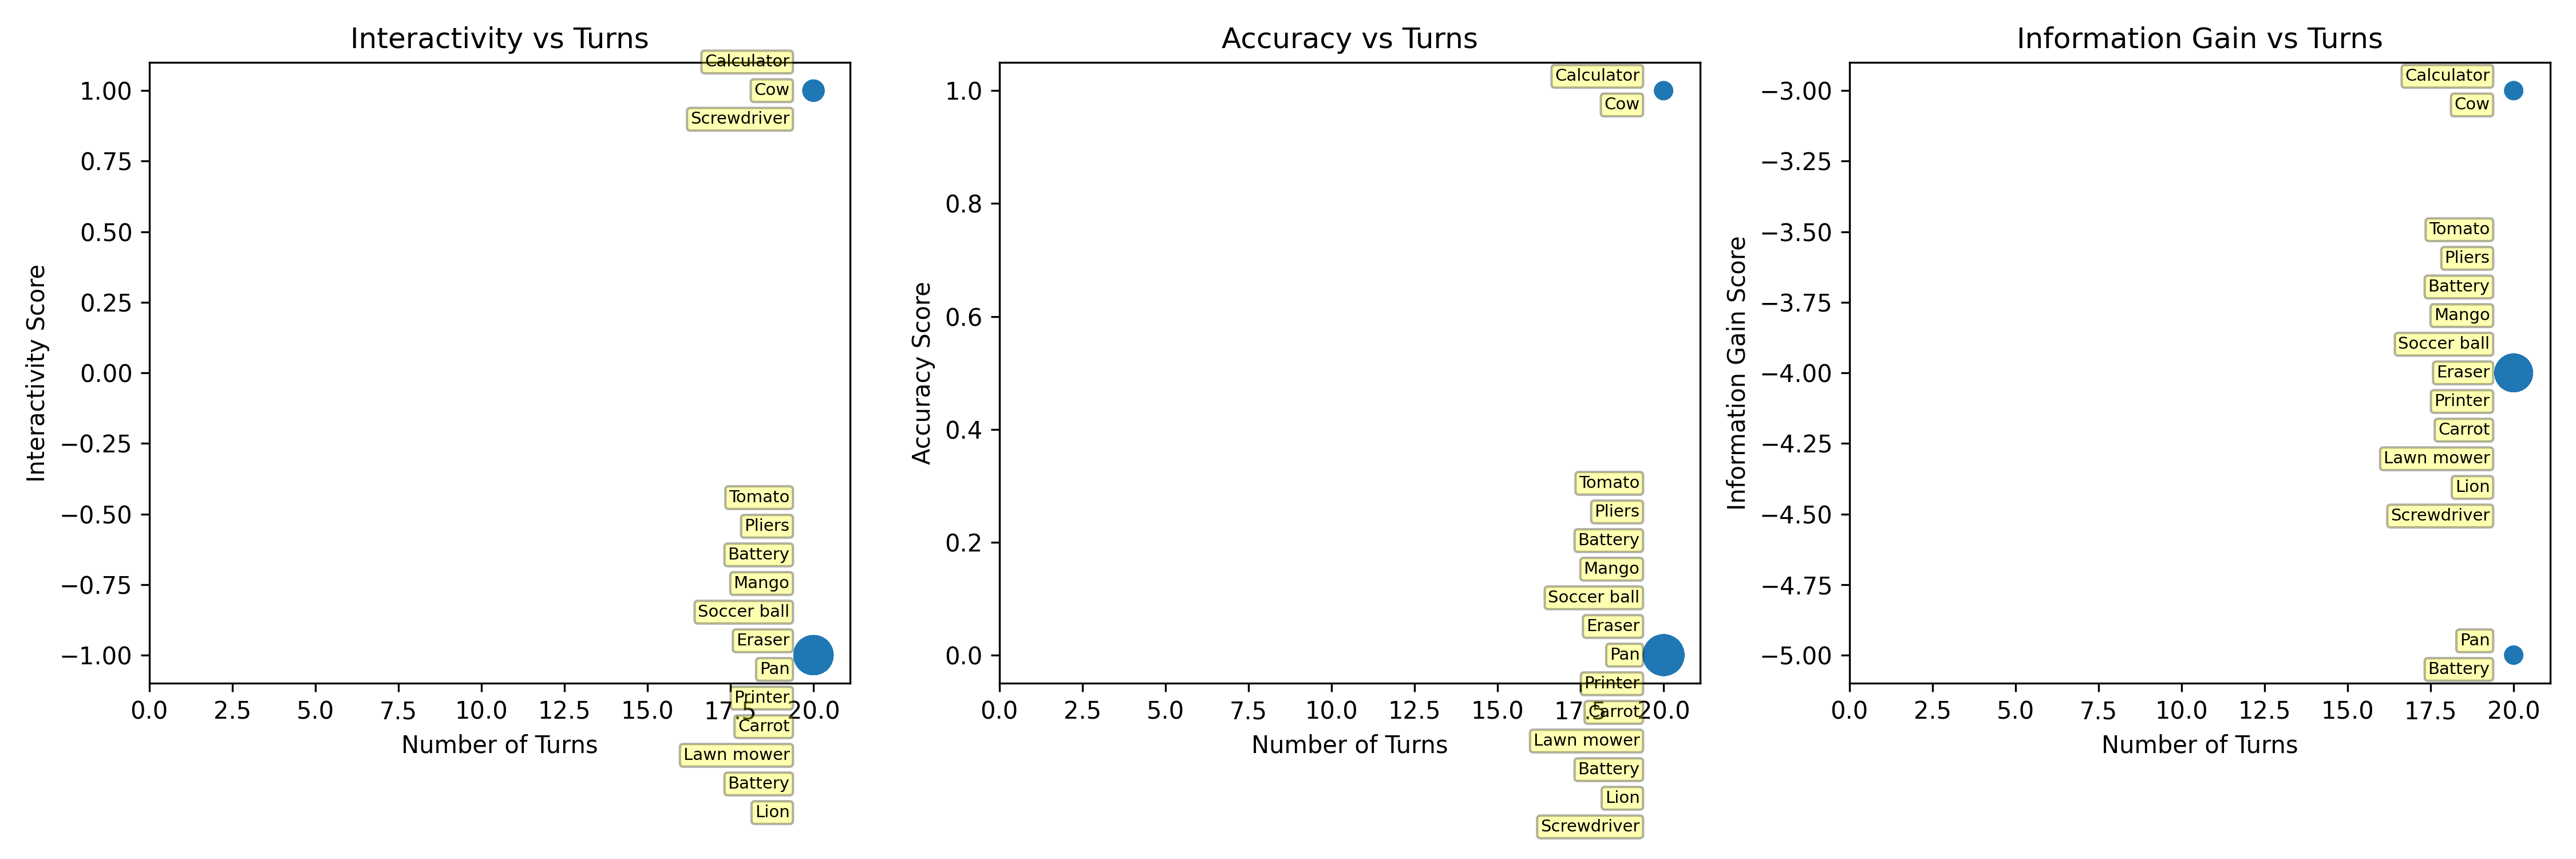 Interactivity vs Turns
Interactivity Score
1.00
0.75
0.50
0.25
0.00
−0.25
−0.50
−0.75
−1.00
Calculator
Cow
Screwdriver
Tomato
Pliers
Battery
Mango
Soccer ball
Eraser
Pan
Printer
Carrot
Lawn mower
Battery
Lion
0.0 2.5 5.0 7.5 10.0 12.5 15.0 17.5 20.0
Number of Turns
Accuracy vs Turns
Accuracy Score
1.0
0.8
0.6
0.4
0.2
0.0
Calculator
Cow
Tomato
Pliers
Battery
Mango
Soccer ball
Eraser
Pan
Printer
Carrot
Lawn mower
Battery
Lion
Screwdriver
0.0 2.5 5.0 7.5 10.0 12.5 15.0 17.5 20.0
Number of Turns
Information Gain vs Turns
Information Gain Score
−3.00
−3.25
−3.50
−3.75
−4.00
−4.25
−4.50
−4.75
−5.00
Calculator
Cow
Tomato
Pliers
Battery
Mango
Soccer ball
Eraser
Printer
Carrot
Lawn mower
Lion
Screwdriver
Pan
Battery
0.0 2.5 5.0 7.5 10.0 12.5 15.0 17.5 20.0
Number of Turns